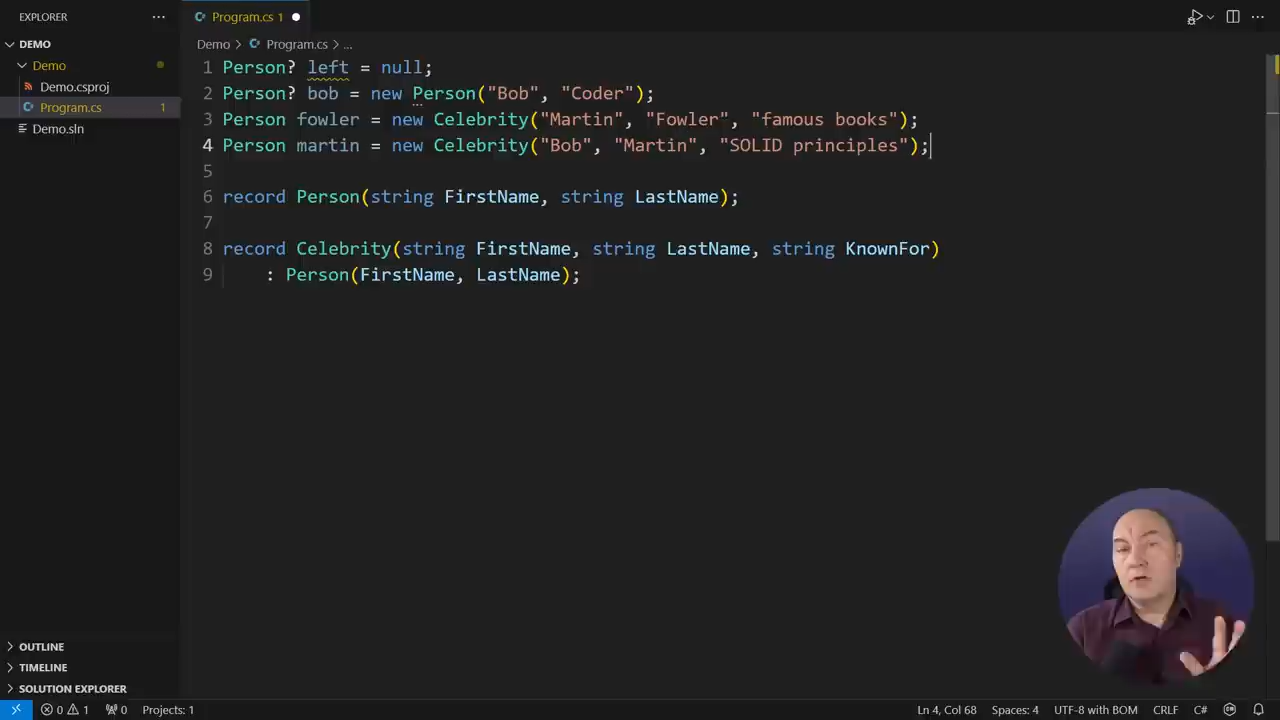 EXPLORER
Program.cs 1
DEMO
Demo > Program.cs > ...
Demo
Demo.csproj
Program.cs 1
Demo.sln
1 Person? left = null;
2 Person? bob = new Person("Bob", "Coder");
3 Person fowler = new Celebrity("Martin", "Fowler", "famous books");
4 Person martin = new Celebrity("Bob", "Martin", "SOLID principles");
5
6 record Person(string FirstName, string LastName);
7
8 record Celebrity(string FirstName, string LastName, string KnownFor)
9 : Person(FirstName, LastName);
OUTLINE
TIMELINE
SOLUTION EXPLORER
0 1 0 Projects: 1 Ln 4, Col 68 Spaces: 4 UTF-8 with BOM CRLF C#